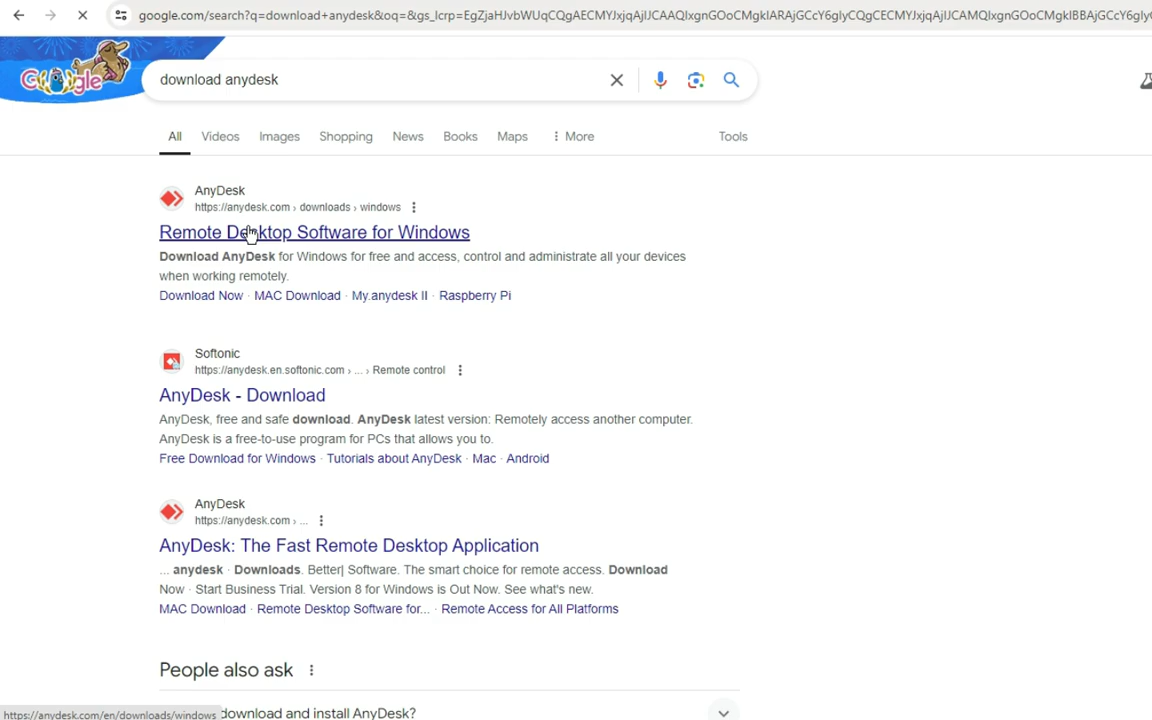 google.com/search?q=download+anydesk&oq=&gs_lcrp=EgZjaHJvbWUqCQgAECMYJxjqAjIJCAAQIxgnGOoCMgkIARAjGCcY6gIyCQgCECMYJxjqAjIJCAMQIxgnGOoCMgkIBBAjGCcY6gIyC
Google
download anydesk
All Videos Images Shopping News Books Maps More Tools
AnyDesk
https://anydesk.com › downloads › windows
Remote Desktop Software for Windows
Download AnyDesk for Windows for free and access, control and administrate all your devices
when working remotely.
Download Now · MAC Download · My.anydesk II · Raspberry Pi
Softonic
https://anydesk.en.softonic.com › ... › Remote control
AnyDesk - Download
AnyDesk, free and safe download. AnyDesk latest version: Remotely access another computer.
AnyDesk is a free-to-use program for PCs that allows you to.
Free Download for Windows · Tutorials about AnyDesk · Mac · Android
AnyDesk
https://anydesk.com › ...
AnyDesk: The Fast Remote Desktop Application
... anydesk · Downloads. Better| Software. The smart choice for remote access. Download
Now · Start Business Trial. Version 8 for Windows is Out Now. See what's new.
MAC Download · Remote Desktop Software for... · Remote Access for All Platforms
People also ask
download and install AnyDesk?
https://anydesk.com/en/downloads/windows